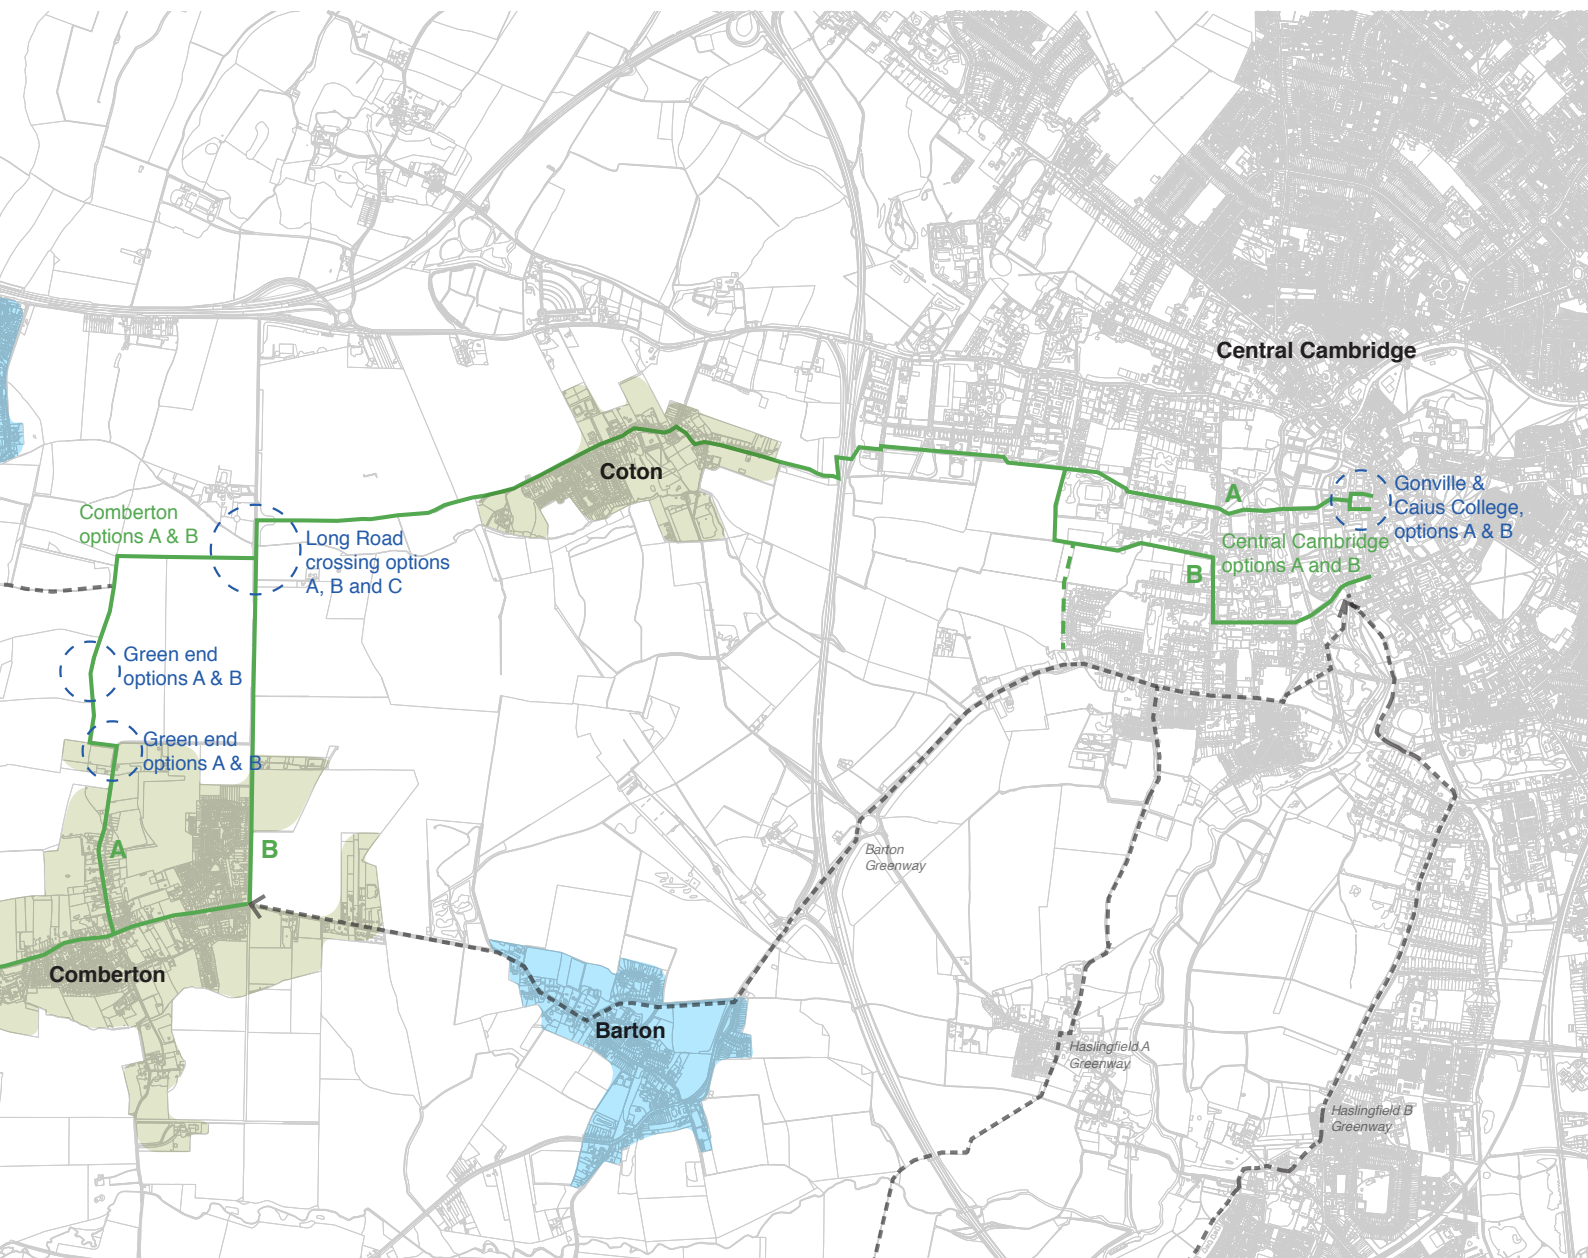 Central Cambridge
Coton
Comberton
options A & B
Long Road
crossing options
A, B and C
A
Gonville &
Caius College,
options A & B
Central Cambridge
options A and B
B
Green end
options A & B
Green end
options A & B
A
B
Barton
Greenway
Comberton
Barton
Haslingfield A
Greenway
Haslingfield B
Greenway